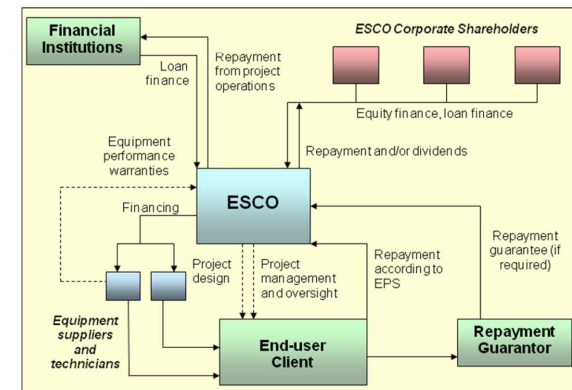 Financial
Institutions
ESCO Corporate Shareholders
Repayment
from project
operations
Loan
finance
Equity finance, loan finance
Equipment
performance
warranties
Repayment and/or dividends
ESCO
Financing
Repayment
guarantee (if
required)
Project
design
Project
management
and oversight
Repayment
according to
EPS
Equipment
suppliers
and
technicians
End-user
Client
Repayment
Guarantor